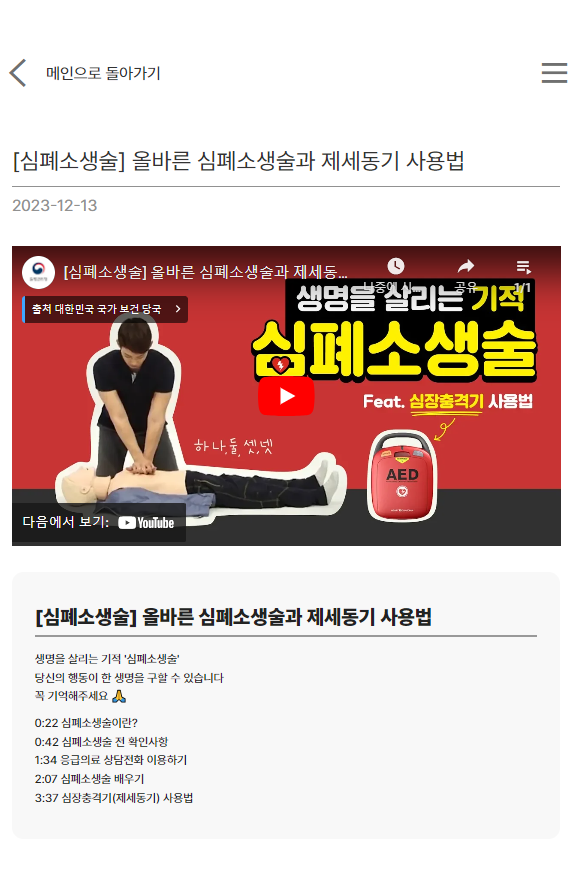 메인으로 돌아가기
[심폐소생술] 올바른 심폐소생술과 제세동기 사용법
2023-12-13
[심폐소생술] 올바른 심폐소생술과 제세동...
나중에 시...
공유
1/1
출처 대한민국 국가 보건 당국
생명을 살리는 기적
심폐소생술
Feat. 심장충격기 사용법
하나, 둘, 셋, 넷
AED
다음에서 보기: YouTube
[심폐소생술] 올바른 심폐소생술과 제세동기 사용법
생명을 살리는 기적 '심폐소생술'
당신의 행동이 한 생명을 구할 수 있습니다
꼭 기억해주세요 🙏
0:22 심폐소생술이란?
0:42 심폐소생술 전 확인사항
1:34 응급의료 상담전화 이용하기
2:07 심폐소생술 배우기
3:37 심장충격기(제세동기) 사용법